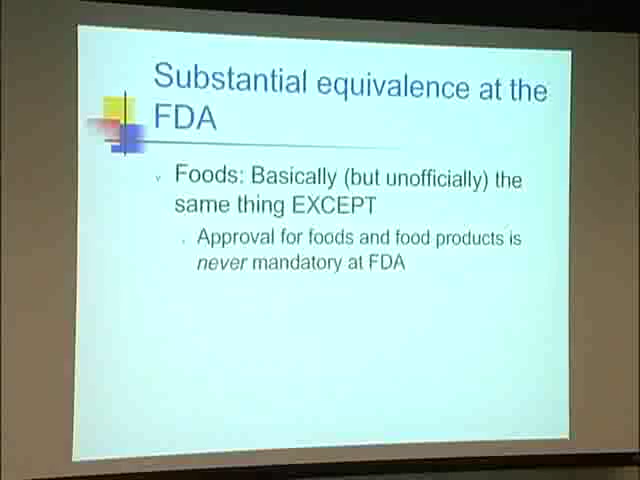 Substantial equivalence at the
FDA
Foods: Basically (but unofficially) the
same thing EXCEPT
Approval for foods and food products is
never mandatory at FDA